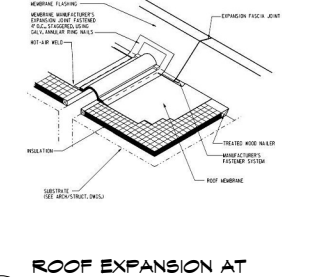 MEMBRANE FLASHING
EXPANSION FASCIA JOINT
MEMBRANE MANUFACTURER'S
EXPANSION JOINT FASTENED
4" O.C., STAGGERED, USING
GALV, ANNULAR RING NAILS
HOT-AIR WELD
TREATED WOOD NAILER
INSULATION
MANUFACTURER'S
FASTENER SYSTEM
ROOF MEMBRANE
SUBSTRATE
(SEE ARCH/STRUCT, DWGS.)
ROOF EXPANSION AT